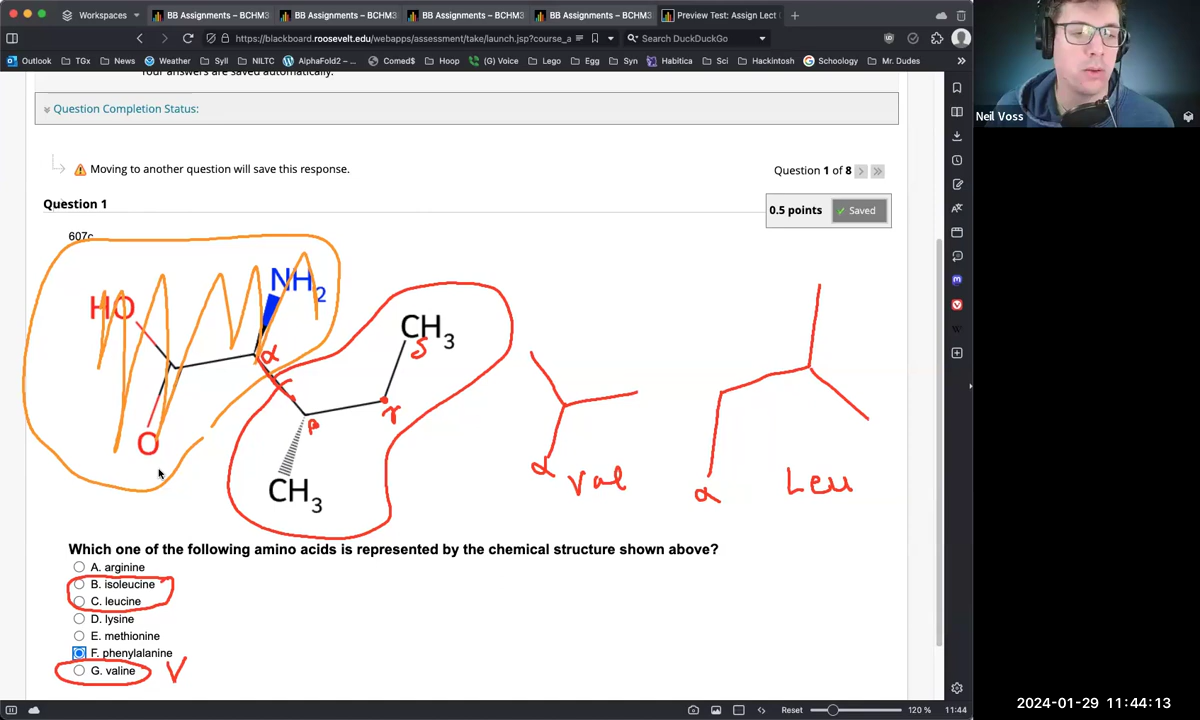 Workspaces
BB Assignments – BCHM3
BB Assignments – BCHM3
BB Assignments – BCHM3
BB Assignments – BCHM3
Preview Test: Assign Lect
https://blackboard.roosevelt.edu/webapps/assessment/take/launch.jsp?course_a
Search DuckDuckGo
Outlook
TGx
News
Weather
Syll
NILTC
AlphaFold2 – ...
Comed$
Hoop
(G) Voice
Lego
Egg
Syn
Habitica
Sci
Hackintosh
Schoology
Mr. Dudes
Your answers are saved automatically.
Question Completion Status:
Moving to another question will save this response.
Question 1 of 8
Question 1
0.5 points
Saved
607c
NH2
HO
CH3
O
CH3
α
β
γ
δ
α
Val
α
Leu
Which one of the following amino acids is represented by the chemical structure shown above?
A. arginine
B. isoleucine
C. leucine
D. lysine
E. methionine
F. phenylalanine
G. valine
V
Neil Voss
Reset
120 %
11:44
2024-01-29 11:44:13